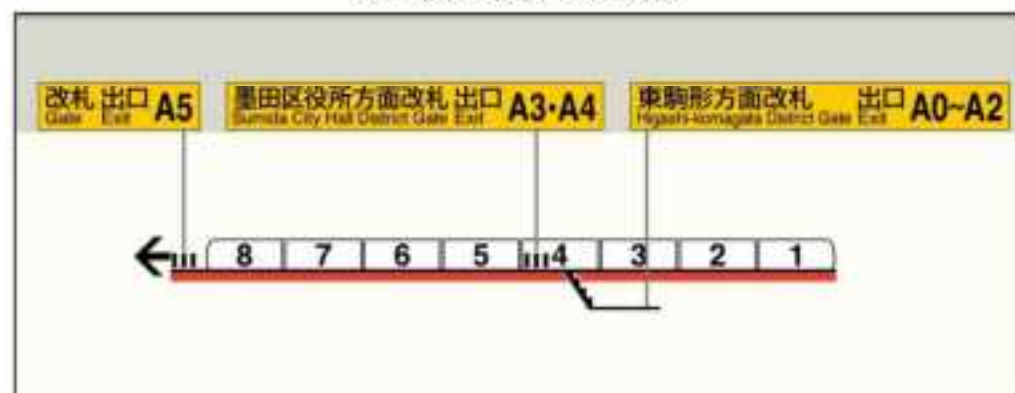 改札 出口 A5
Gate Exit
墨田区役所方面改札 出口 A3・A4
Sumida City Hall District Gate Exit
東駒形方面改札 出口 A0~A2
Higashi-komagata District Gate Exit
8 7 6 5 4 3 2 1